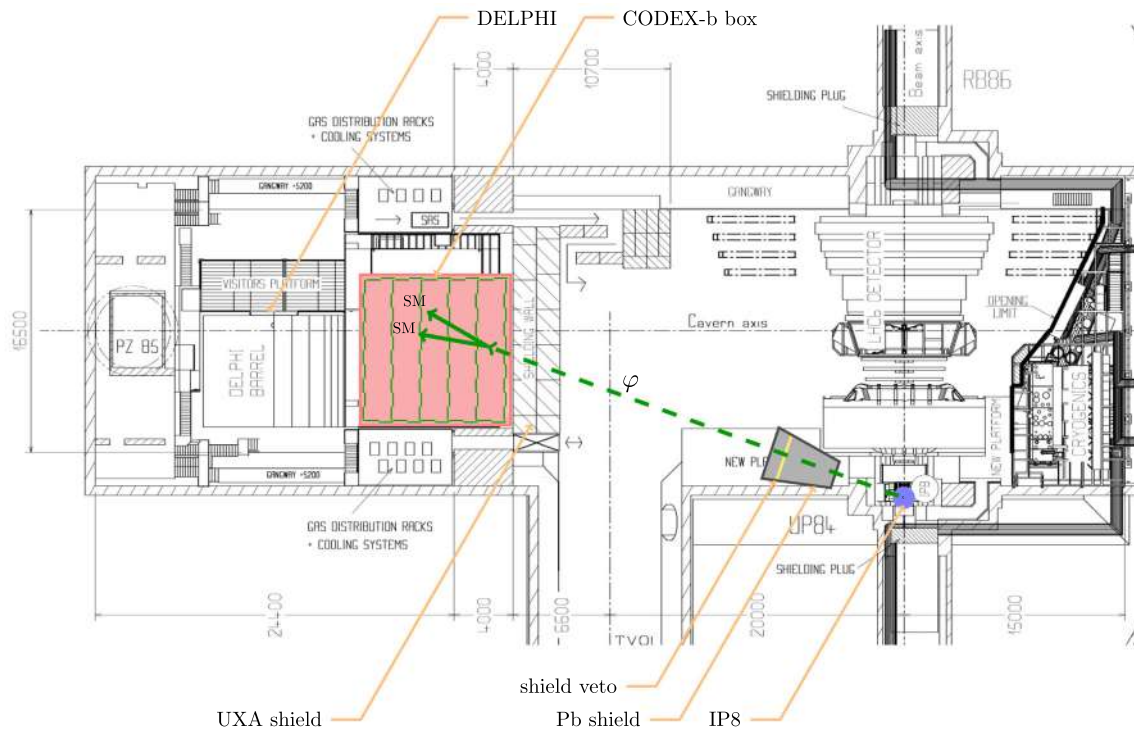 DELPHI
CODEX-b box
4000
10700
SHIELDING PLUG
Beam axis
RB86
GAS DISTRIBUTION RACKS
+ COOLING SYSTEMS
GANGWAY +5200
SAS
GANGWAY
VISITORS PLATFORM
SM
SM
LHCb DETECTOR
OPENING
LIMIT
Cavern axis
SHIELDING WALL
16500
PZ 85
DELPHI
BARREL
φ
CRYOGENICS
NEW PLATFORM
NEW PLA
IP8
GANGWAY +5200
UP84
GAS DISTRIBUTION RACKS
+ COOLING SYSTEMS
SHIELDING PLUG
24400
4000
6600
20000
15000
shield veto
UXA shield
Pb shield
IP8